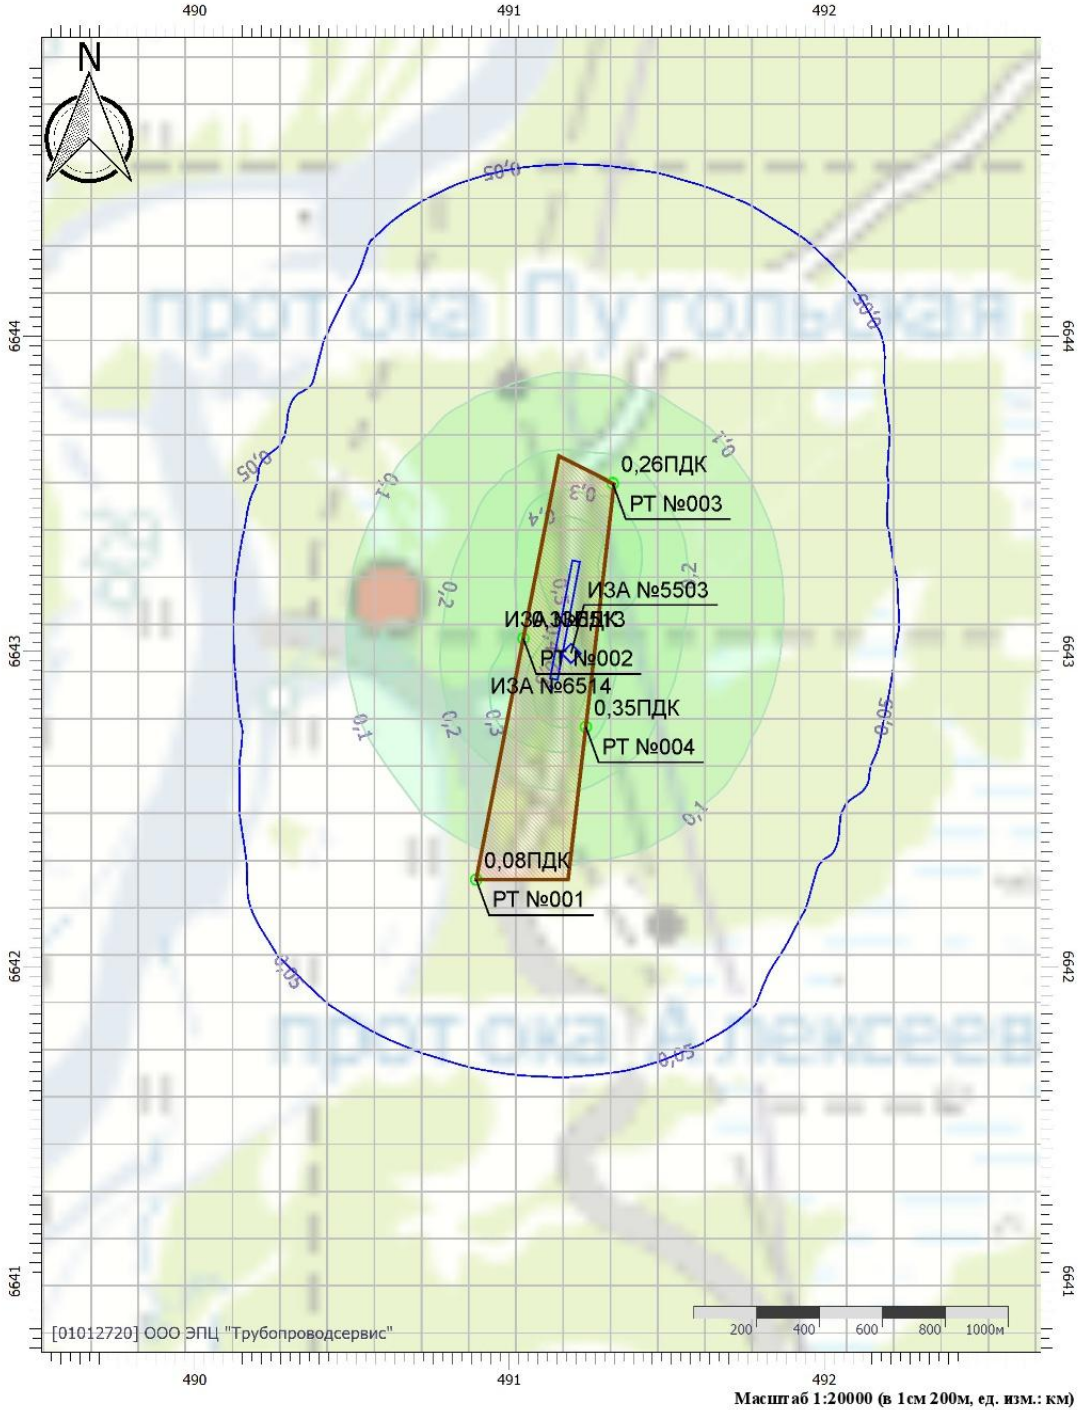 490 491 492
N
0,05
0,05
протока Пугольская
6644 6644
0,1
0,05
0,1
0,26ПДК
0,3
РТ №003
0,4
0,2
0,2
ИЗА №5503
РТ №002
6643 6643
ИЗА №6514
0,35ПДК
0,1
0,2
0,3
0,05
РТ №004
0,1
0,08ПДК
РТ №001
6642 6642
0,05
протока Алексеев
0,05
6641 6641
[01012720] ООО ЭПЦ "Трубопроводсервис"
200 400 600 800 1000м
490 491 492
Масштаб 1:20000 (в 1см 200м, ед. изм.: км)